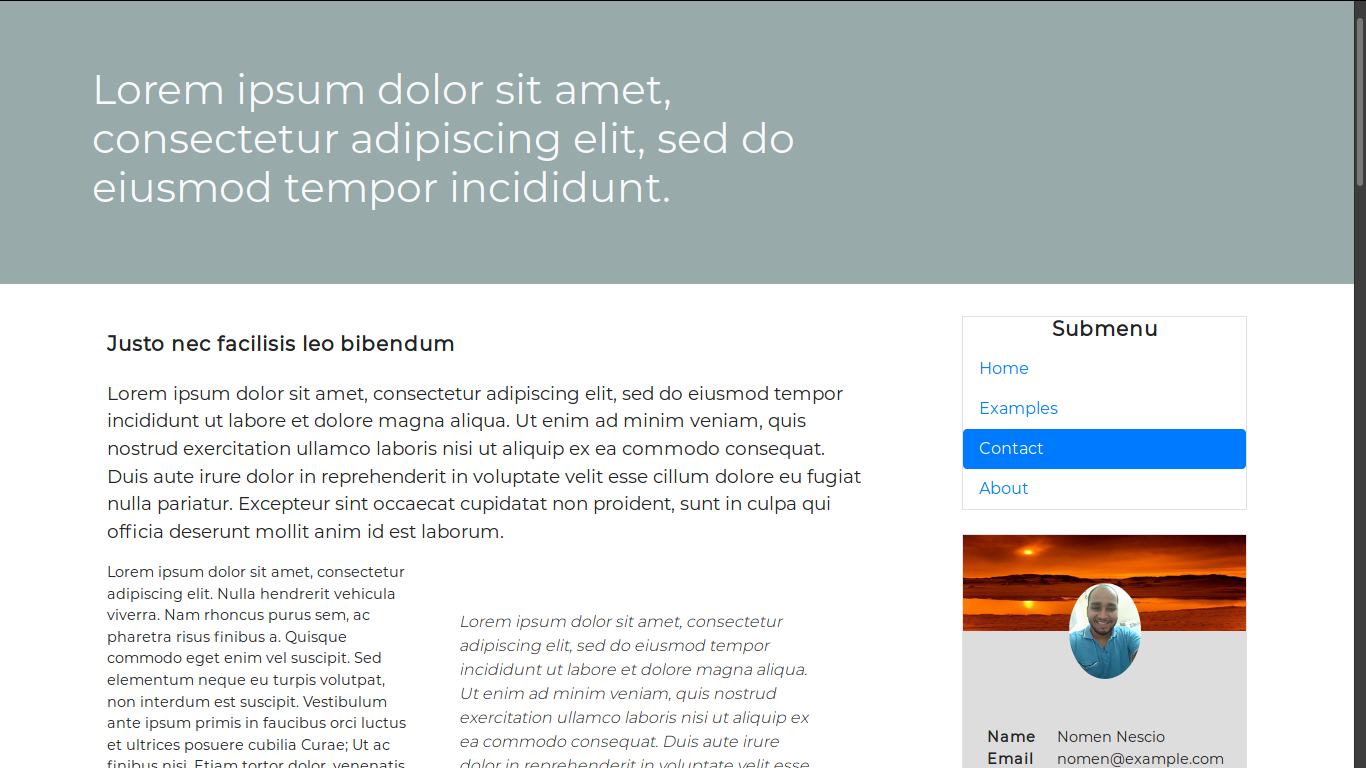 Lorem ipsum dolor sit amet,
consectetur adipiscing elit, sed do
eiusmod tempor incididunt.
Justo nec facilisis leo bibendum
Lorem ipsum dolor sit amet, consectetur adipiscing elit, sed do eiusmod tempor
incididunt ut labore et dolore magna aliqua. Ut enim ad minim veniam, quis
nostrud exercitation ullamco laboris nisi ut aliquip ex ea commodo consequat.
Duis aute irure dolor in reprehenderit in voluptate velit esse cillum dolore eu fugiat
nulla pariatur. Excepteur sint occaecat cupidatat non proident, sunt in culpa qui
officia deserunt mollit anim id est laborum.
Lorem ipsum dolor sit amet, consectetur
adipiscing elit. Nulla hendrerit vehicula
viverra. Nam rhoncus purus sem, ac
pharetra risus finibus a. Quisque
commodo eget enim vel suscipit. Sed
elementum neque eu turpis volutpat,
non interdum est suscipit. Vestibulum
ante ipsum primis in faucibus orci luctus
et ultrices posuere cubilia Curae; Ut ac
finibus nisi. Etiam tortor dolor, venenatis
Lorem ipsum dolor sit amet, consectetur
adipiscing elit, sed do eiusmod tempor
incididunt ut labore et dolore magna aliqua.
Ut enim ad minim veniam, quis nostrud
exercitation ullamco laboris nisi ut aliquip ex
ea commodo consequat. Duis aute irure
dolor in reprehenderit in voluptate velit esse
Submenu
Home
Examples
Contact
About
Name Nomen Nescio
Email nomen@example.com